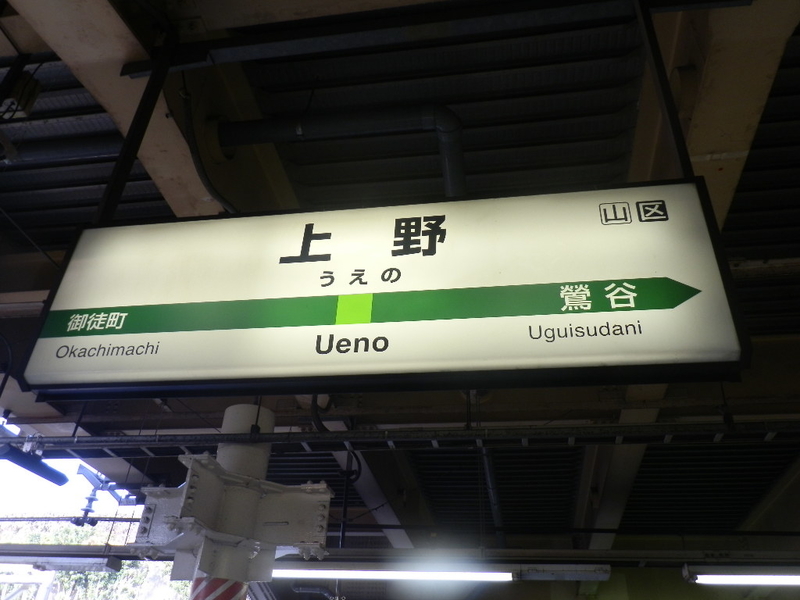 山 区
上野
うえの
御徒町 鶯谷
Okachimachi Ueno Uguisudani